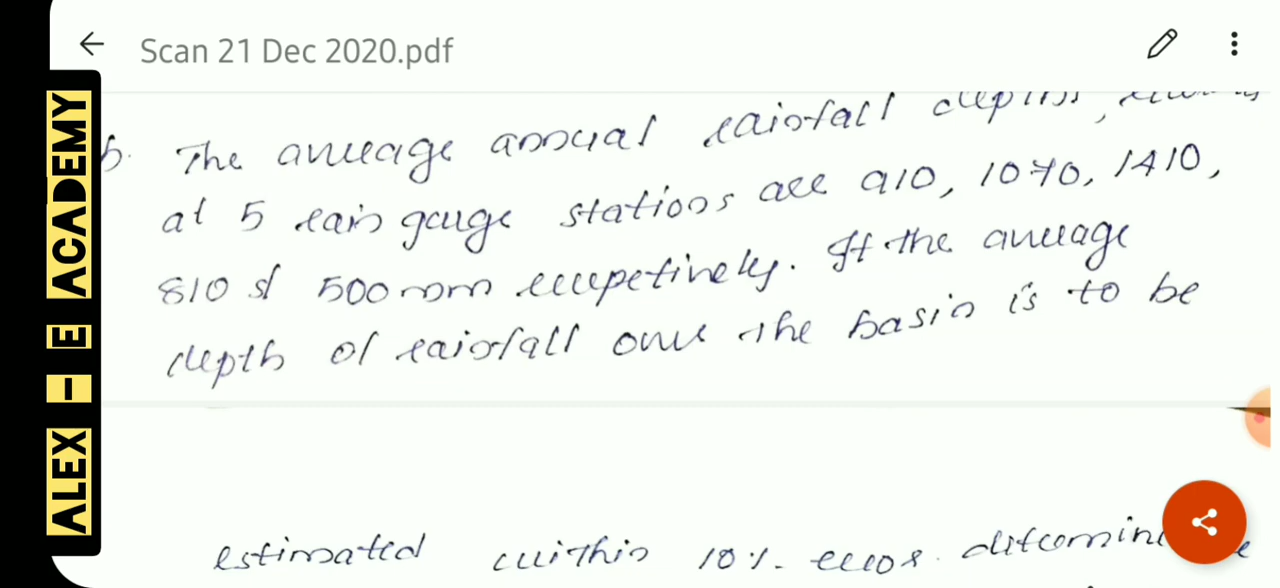 Scan 21 Dec 2020.pdf
ALEX - E ACADEMY
b. The average annual rainfall depths
at 5 rain gauge stations are 910, 1070, 1410,
810 & 500 mm respectively. If the average
depth of rainfall over the basin is to be
estimated within 10% error.